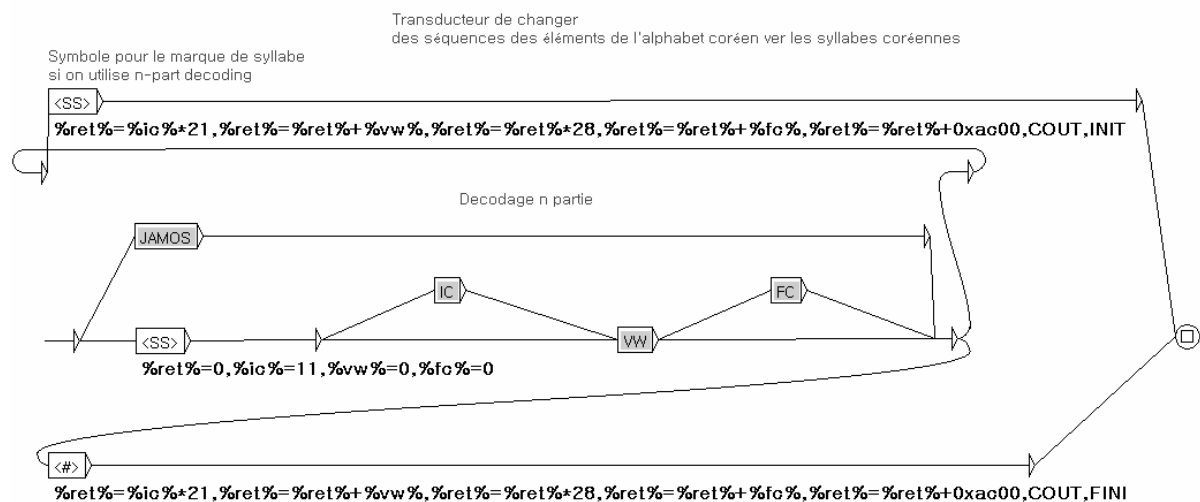 Transducteur de changer
des séquences des éléments de l'alphabet coréen ver les syllabes coréennes
Symbole pour le marque de syllabe
si on utilise n-part decoding
<SS>
%ret%=%ic%*21,%ret%=%ret%+%vw%,%ret%=%ret%*28,%ret%=%ret%+%fc%,%ret%=%ret%+0xac00,COUT,INIT
Decodage n partie
JAMOS
IC
FC
<SS>
VW
%ret%=0,%ic%=11,%vw%=0,%fc%=0
<#>
%ret%=%ic%*21,%ret%=%ret%+%vw%,%ret%=%ret%*28,%ret%=%ret%+%fc%,%ret%=%ret%+0xac00,COUT,FINI